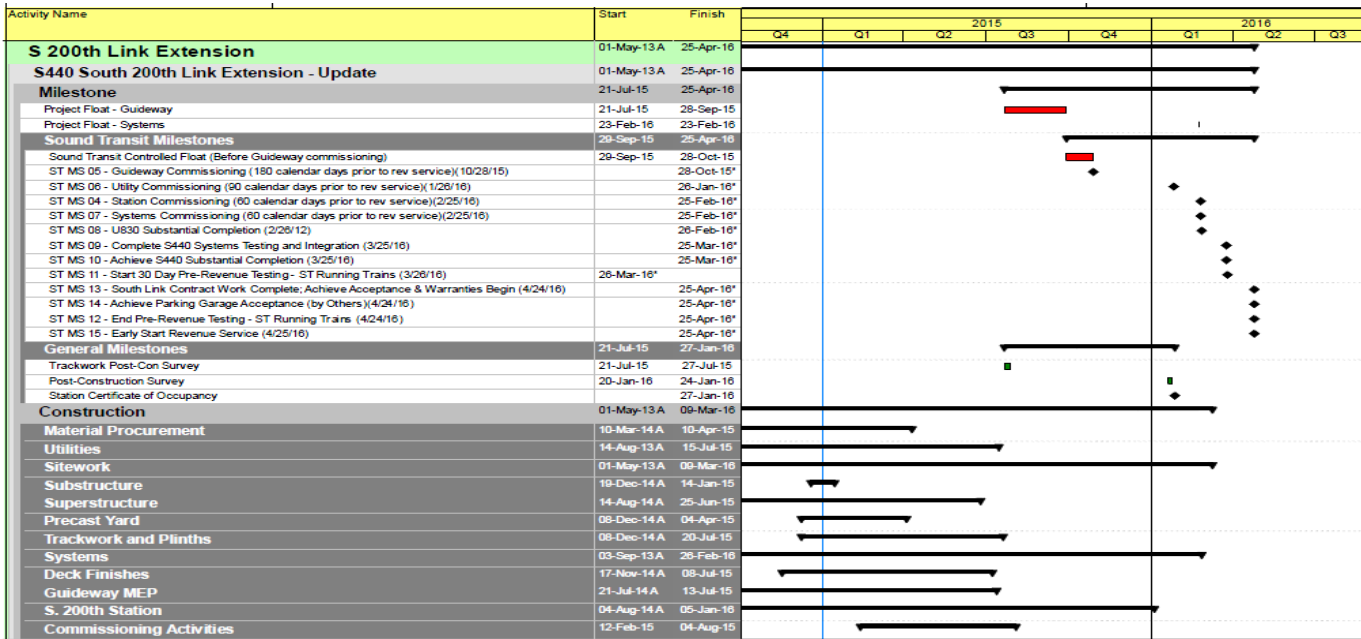 Activity Name Start Finish 2015 2016
Q4 Q1 Q2 Q3 Q4 Q1 Q2 Q3
S 200th Link Extension 01-May-13 A 25-Apr-16
S440 South 200th Link Extension - Update 01-May-13 A 25-Apr-16
Milestone 21-Jul-15 25-Apr-16
Project Float - Guideway 21-Jul-15 28-Sep-15
Project Float - Systems 23-Feb-16 23-Feb-16
Sound Transit Milestones 29-Sep-15 25-Apr-16
Sound Transit Controlled Float (Before Guideway commissioning) 29-Sep-15 28-Oct-15
ST MS 05 - Guideway Commissioning (180 calendar days prior to rev service)(10/28/15) 28-Oct-15*
ST MS 06 - Utility Commissioning (90 calendar days prior to rev service)(1/26/16) 26-Jan-16*
ST MS 04 - Station Commissioning (60 calendar days prior to rev service)(2/25/16) 25-Feb-16*
ST MS 07 - Systems Commissioning (60 calendar days prior to rev service)(2/25/16) 25-Feb-16*
ST MS 08 - U830 Substantial Completion (2/26/12) 26-Feb-16*
ST MS 09 - Complete S440 Systems Testing and Integration (3/25/16) 25-Mar-16*
ST MS 10 - Achieve S440 Substantial Completion (3/25/16) 25-Mar-16*
ST MS 11 - Start 30 Day Pre-Revenue Testing - ST Running Trains (3/26/16) 26-Mar-16*
ST MS 13 - South Link Contract Work Complete; Achieve Acceptance & Warranties Begin (4/24/16) 25-Apr-16*
ST MS 14 - Achieve Parking Garage Acceptance (by Others)(4/24/16) 25-Apr-16*
ST MS 12 - End Pre-Revenue Testing - ST Running Trains (4/24/16) 25-Apr-16*
ST MS 15 - Early Start Revenue Service (4/25/16) 25-Apr-16*
General Milestones 21-Jul-15 27-Jan-16
Trackwork Post-Con Survey 21-Jul-15 27-Jul-15
Post-Construction Survey 20-Jan-16 24-Jan-16
Station Certificate of Occupancy 27-Jan-16
Construction 01-May-13 A 09-Mar-16
Material Procurement 10-Mar-14 A 10-Apr-15
Utilities 14-Aug-13 A 15-Jul-15
Sitework 01-May-13 A 09-Mar-16
Substructure 19-Dec-14 A 14-Jan-15
Superstructure 14-Aug-14 A 25-Jun-15
Precast Yard 08-Dec-14 A 04-Apr-15
Trackwork and Plinths 08-Dec-14 A 20-Jul-15
Systems 03-Sep-13 A 26-Feb-16
Deck Finishes 17-Nov-14 A 08-Jul-15
Guideway MEP 21-Jul-14 A 13-Jul-15
S. 200th Station 04-Aug-14 A 05-Jan-16
Commissioning Activities 12-Feb-15 04-Aug-15